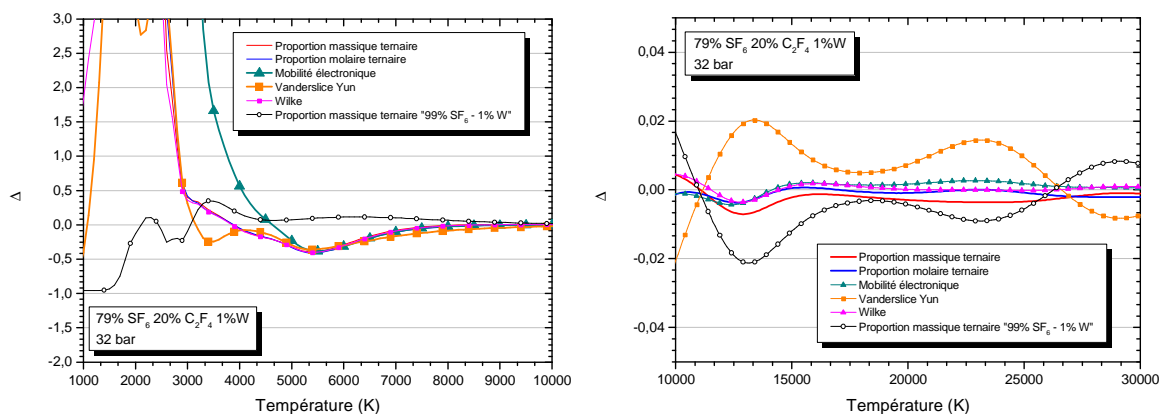 3,0
2,5
2,0
1,5
1,0
0,5
0,0
-0,5
-1,0
-1,5
-2,0
Δ
Proportion massique ternaire
Proportion molaire ternaire
Mobilité électronique
Vanderslice Yun
Wilke
Proportion massique ternaire "99% SF6 - 1% W"
79% SF6 20% C2F4 1%W
32 bar
1000 2000 3000 4000 5000 6000 7000 8000 9000 10000
Température (K)
0,04
0,02
0,00
-0,02
-0,04
Δ
79% SF6 20% C2F4 1%W
32 bar
Proportion massique ternaire
Proportion molaire ternaire
Mobilité électronique
Vanderslice Yun
Wilke
Proportion massique ternaire "99% SF6 - 1% W"
10000 15000 20000 25000 30000
Température (K)